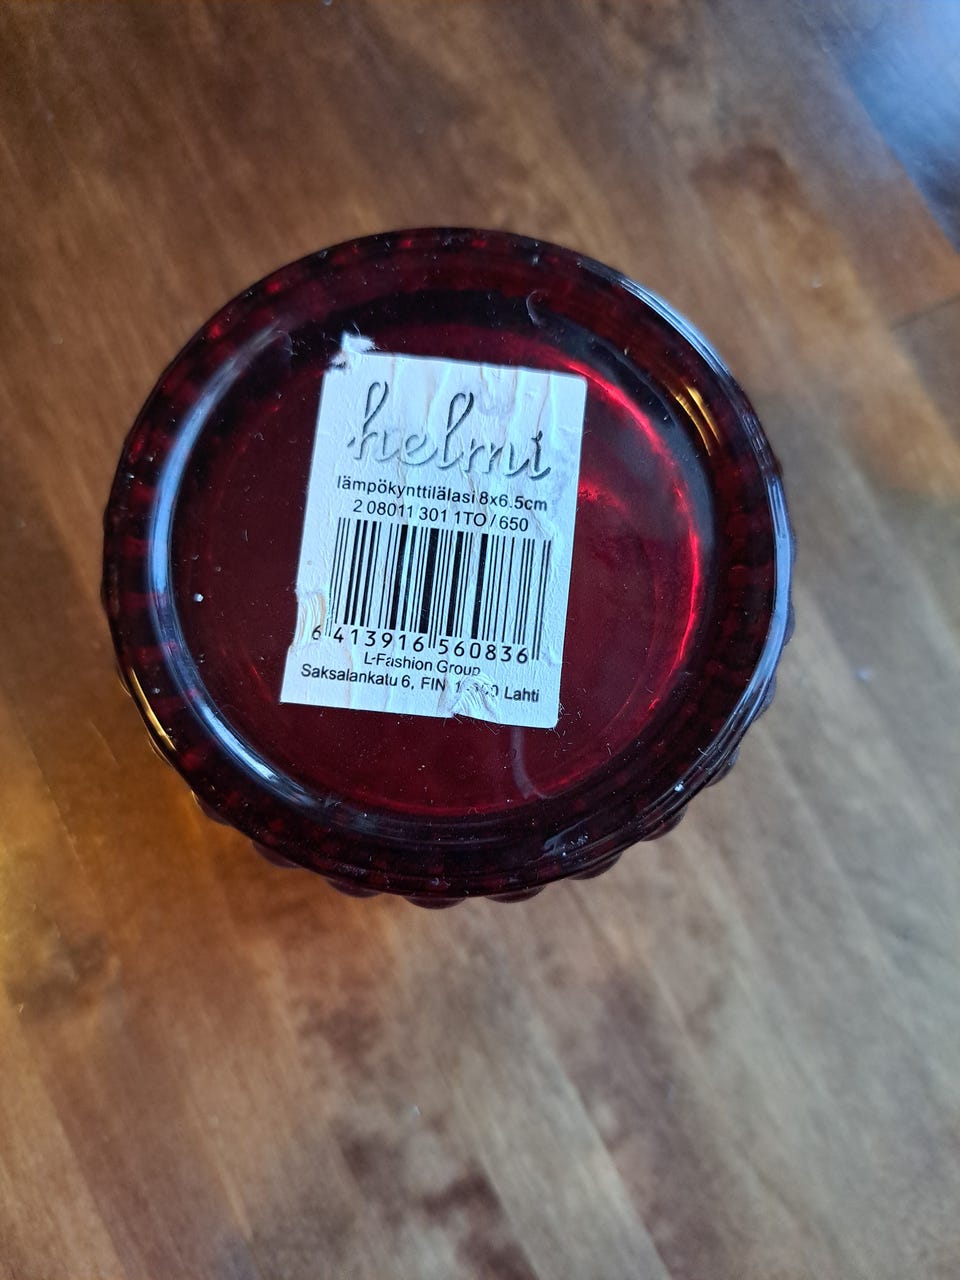 helmi
lämpökynttilälasi 8x6.5cm
2 08011 301 1TO / 650
6 413916 560836
L-Fashion Group
Saksalankatu 6, FIN Lahti